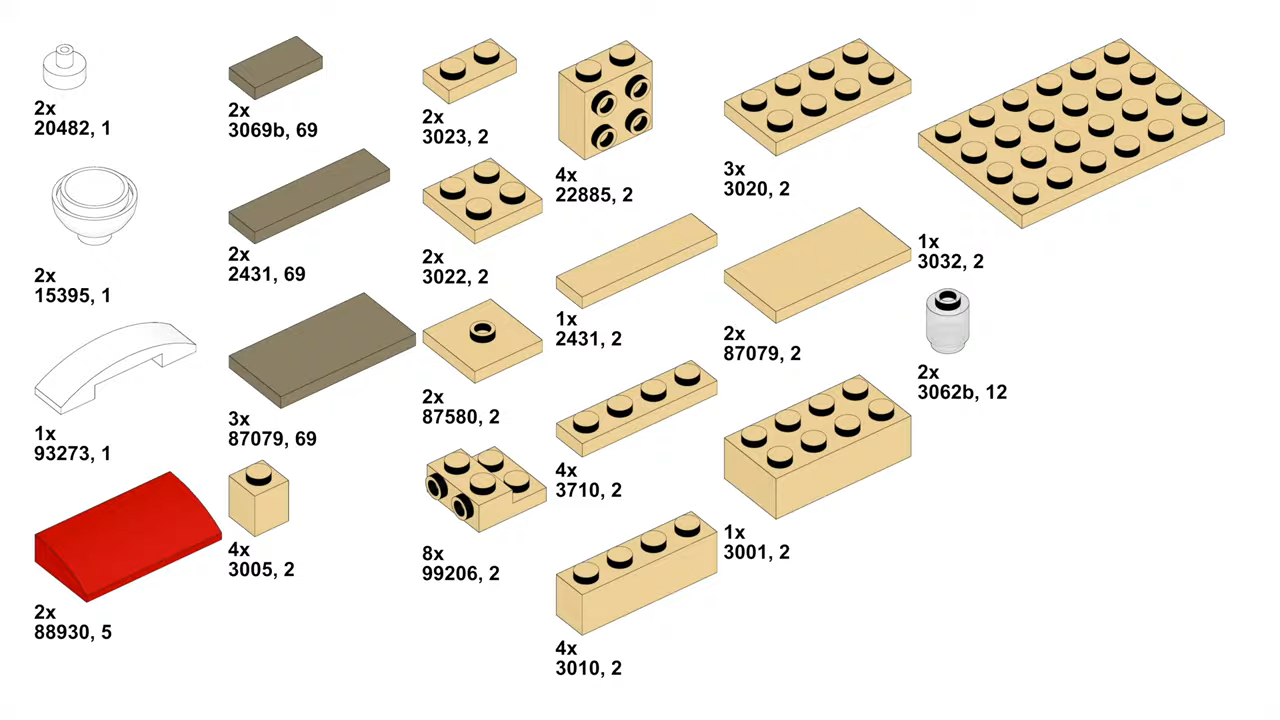 2x
20482, 1
2x
15395, 1
1x
93273, 1
2x
88930, 5
2x
3069b, 69
2x
2431, 69
3x
87079, 69
4x
3005, 2
2x
3023, 2
2x
3022, 2
2x
87580, 2
8x
99206, 2
4x
22885, 2
1x
2431, 2
4x
3710, 2
4x
3010, 2
3x
3020, 2
2x
87079, 2
1x
3001, 2
1x
3032, 2
2x
3062b, 12